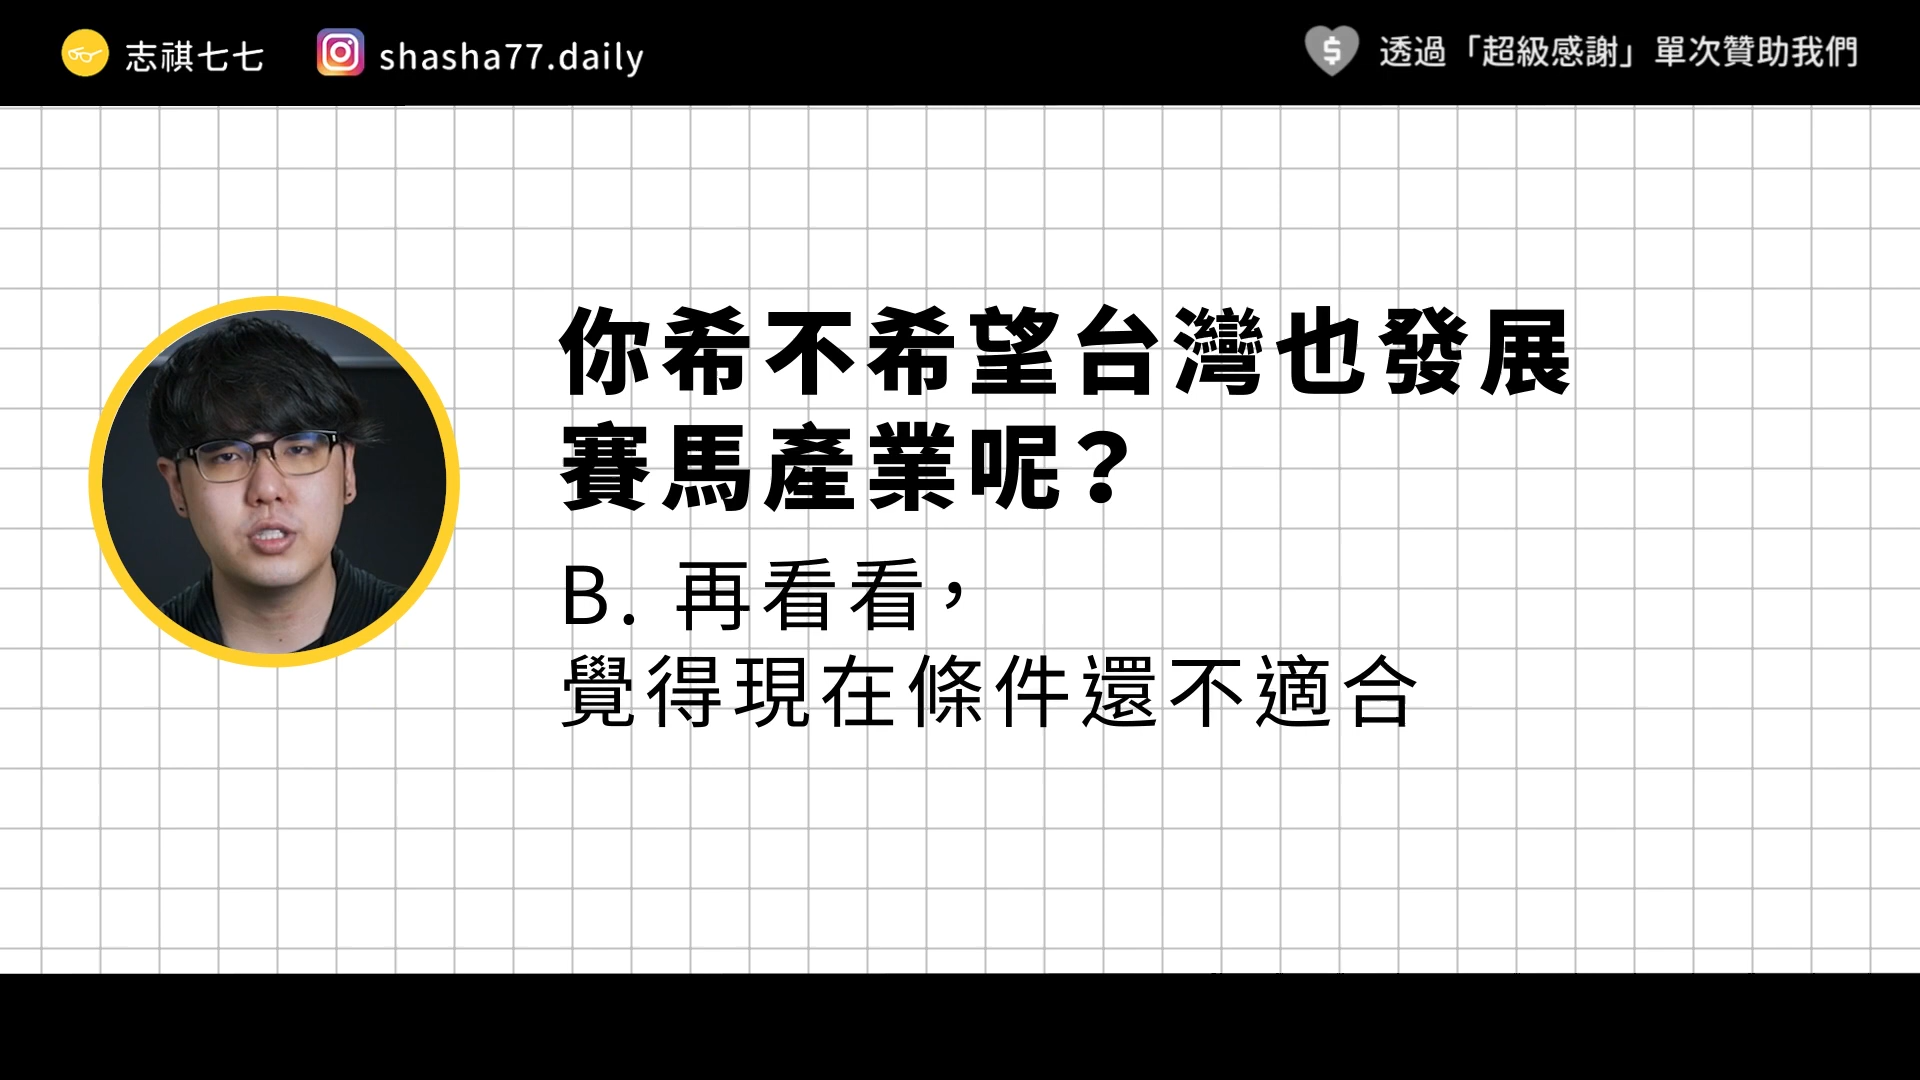 志祺七七
shasha77.daily
透過「超級感謝」單次贊助我們
你希不希望台灣也發展
賽馬產業呢？
B. 再看看，
覺得現在條件還不適合